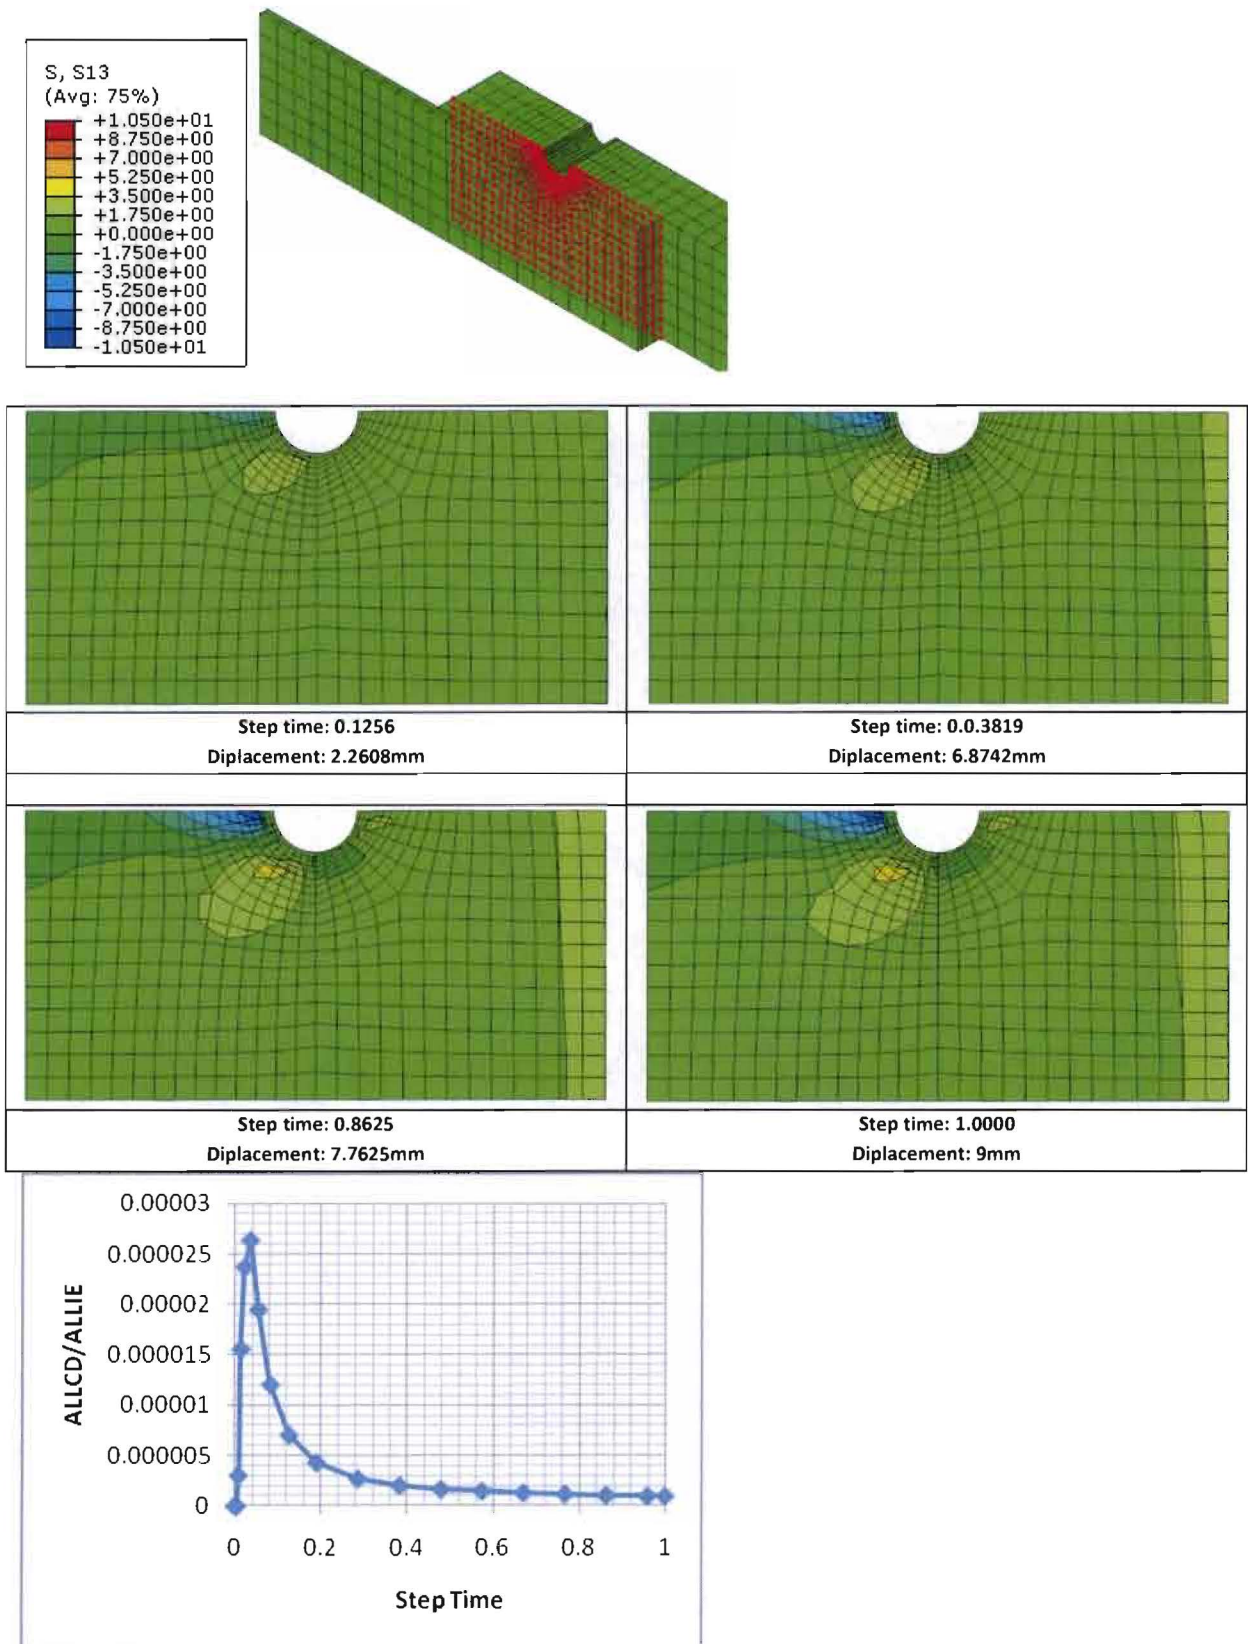 S, S13
(Avg: 75%)
+1.050e+01
+8.750e+00
+7.000e+00
+5.250e+00
+3.500e+00
+1.750e+00
+0.000e+00
-1.750e+00
-3.500e+00
-5.250e+00
-7.000e+00
-8.750e+00
-1.050e+01
Step time: 0.1256
Diplacement: 2.2608mm
Step time: 0.0.3819
Diplacement: 6.8742mm
Step time: 0.8625
Diplacement: 7.7625mm
Step time: 1.0000
Diplacement: 9mm
0.00003
0.000025
0.00002
0.000015
0.00001
0.000005
0
ALLCD/ALLIE
0 0.2 0.4 0.6 0.8 1
Step Time